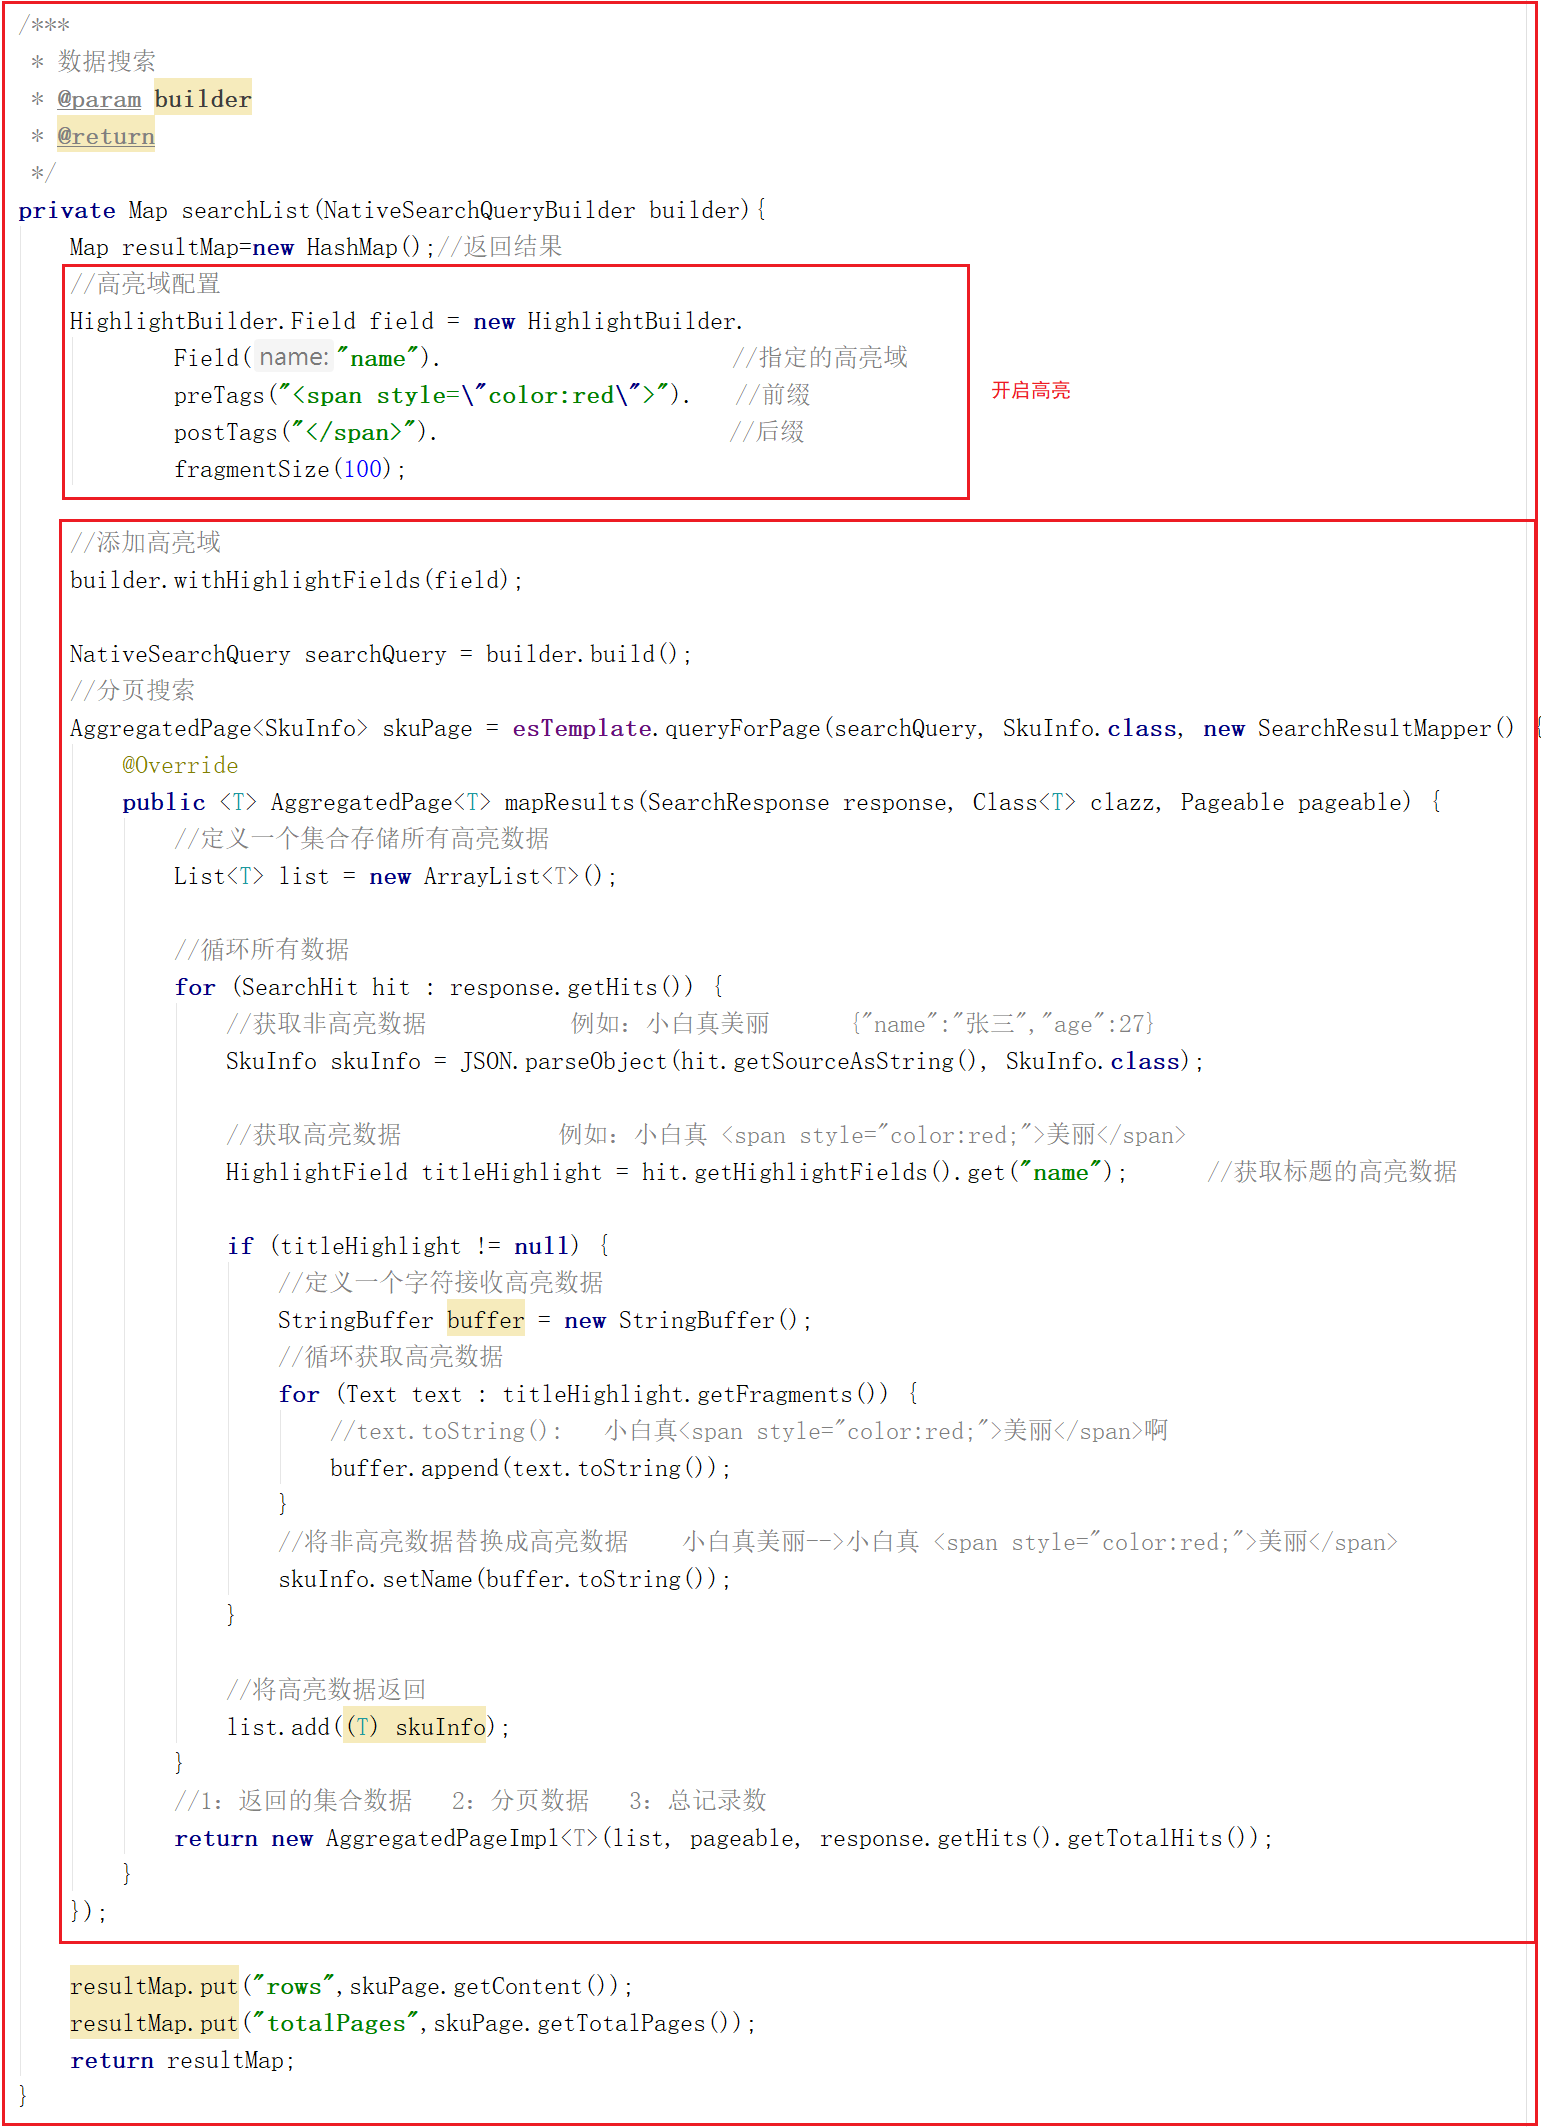 /***
 * 数据搜索
 * @param builder
 * @return
 */
private Map searchList(NativeSearchQueryBuilder builder){
    Map resultMap=new HashMap();//返回结果
    //高亮域配置
    HighlightBuilder.Field field = new HighlightBuilder.
            Field( name: "name").                       //指定的高亮域
            preTags("<span style=\"color:red\">").   //前缀
            postTags("</span>").                       //后缀
            fragmentSize(100);
开启高亮
    //添加高亮域
    builder.withHighlightFields(field);
    NativeSearchQuery searchQuery = builder.build();
    //分页搜索
    AggregatedPage<SkuInfo> skuPage = esTemplate.queryForPage(searchQuery, SkuInfo.class, new SearchResultMapper() {
        @Override
        public <T> AggregatedPage<T> mapResults(SearchResponse response, Class<T> clazz, Pageable pageable) {
            //定义一个集合存储所有高亮数据
            List<T> list = new ArrayList<T>();
            //循环所有数据
            for (SearchHit hit : response.getHits()) {
                //获取非高亮数据           例如：小白真美丽      {"name":"张三","age":27}
                SkuInfo skuInfo = JSON.parseObject(hit.getSourceAsString(), SkuInfo.class);
                //获取高亮数据            例如：小白真 <span style="color:red;">美丽</span>
                HighlightField titleHighlight = hit.getHighlightFields().get("name");      //获取标题的高亮数据
                if (titleHighlight != null) {
                    //定义一个字符接收高亮数据
                    StringBuffer buffer = new StringBuffer();
                    //循环获取高亮数据
                    for (Text text : titleHighlight.getFragments()) {
                        //text.toString():   小白真<span style="color:red;">美丽</span>啊
                        buffer.append(text.toString());
                    }
                    //将非高亮数据替换成高亮数据    小白真美丽-->小白真 <span style="color:red;">美丽</span>
                    skuInfo.setName(buffer.toString());
                }
                //将高亮数据返回
                list.add((T) skuInfo);
            }
            //1：返回的集合数据   2：分页数据   3：总记录数
            return new AggregatedPageImpl<T>(list, pageable, response.getHits().getTotalHits());
        }
    });
    resultMap.put("rows",skuPage.getContent());
    resultMap.put("totalPages",skuPage.getTotalPages());
    return resultMap;
}